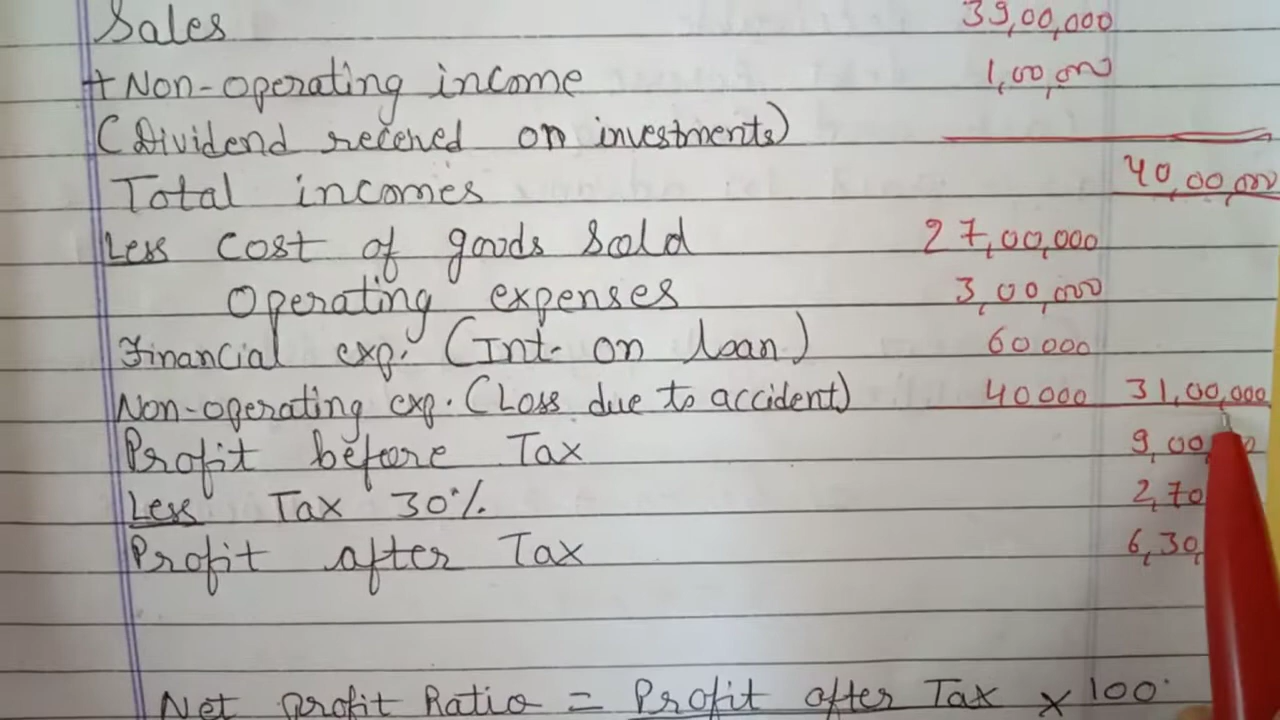 Sales 39,00,000
+ Non-operating income 1,00,000
(Dividend received on investments)
Total incomes 40,00,000
Less Cost of goods Sold 27,00,000
Operating expenses 3,00,000
Financial exp. (Int. on loan) 60000
Non-operating exp. (Loss due to accident) 40000 31,00,000
Profit before Tax 9,00
Less Tax 30% 2,70
Profit after Tax 6,30,
Net profit Ratio = Profit after Tax × 100